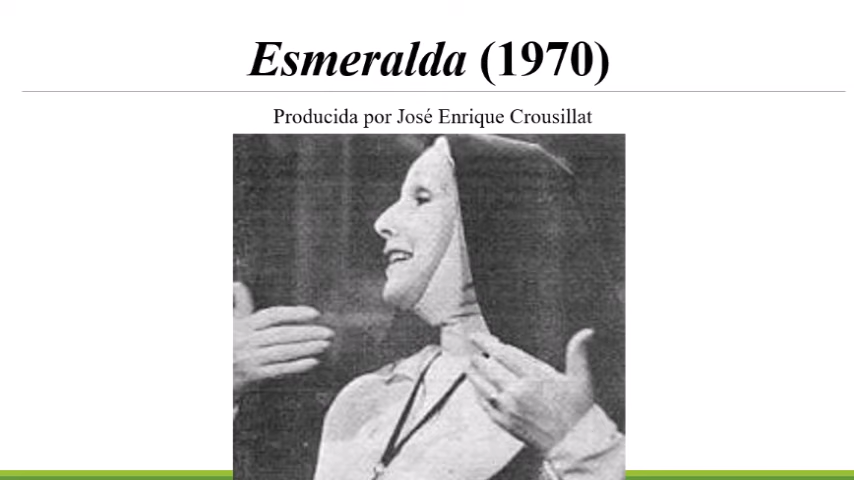 Esmeralda (1970)
Producida por José Enrique Crousillat